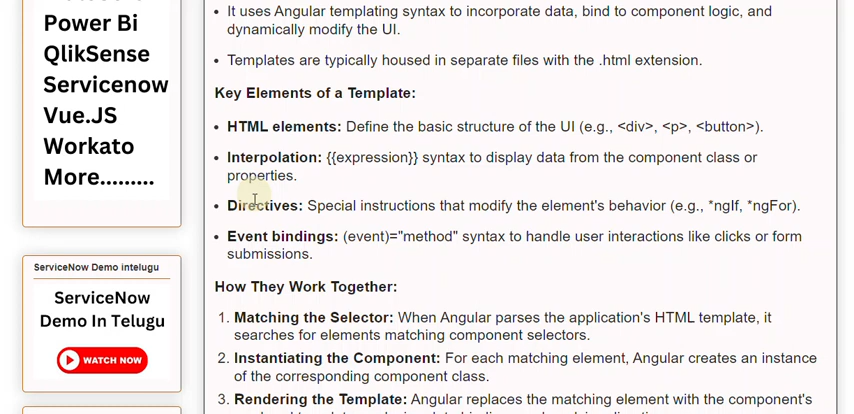 Power Bi
QlikSense
Servicenow
Vue.JS
Workato
More.........
ServiceNow Demo intelugu
ServiceNow
Demo In Telugu
WATCH NOW
• It uses Angular templating syntax to incorporate data, bind to component logic, and
dynamically modify the UI.
• Templates are typically housed in separate files with the .html extension.
Key Elements of a Template:
• HTML elements: Define the basic structure of the UI (e.g., <div>, <p>, <button>).
• Interpolation: {{expression}} syntax to display data from the component class or
properties.
• Directives: Special instructions that modify the element's behavior (e.g., *ngIf, *ngFor).
• Event bindings: (event)="method" syntax to handle user interactions like clicks or form
submissions.
How They Work Together:
1. Matching the Selector: When Angular parses the application's HTML template, it
searches for elements matching component selectors.
2. Instantiating the Component: For each matching element, Angular creates an instance
of the corresponding component class.
3. Rendering the Template: Angular replaces the matching element with the component's